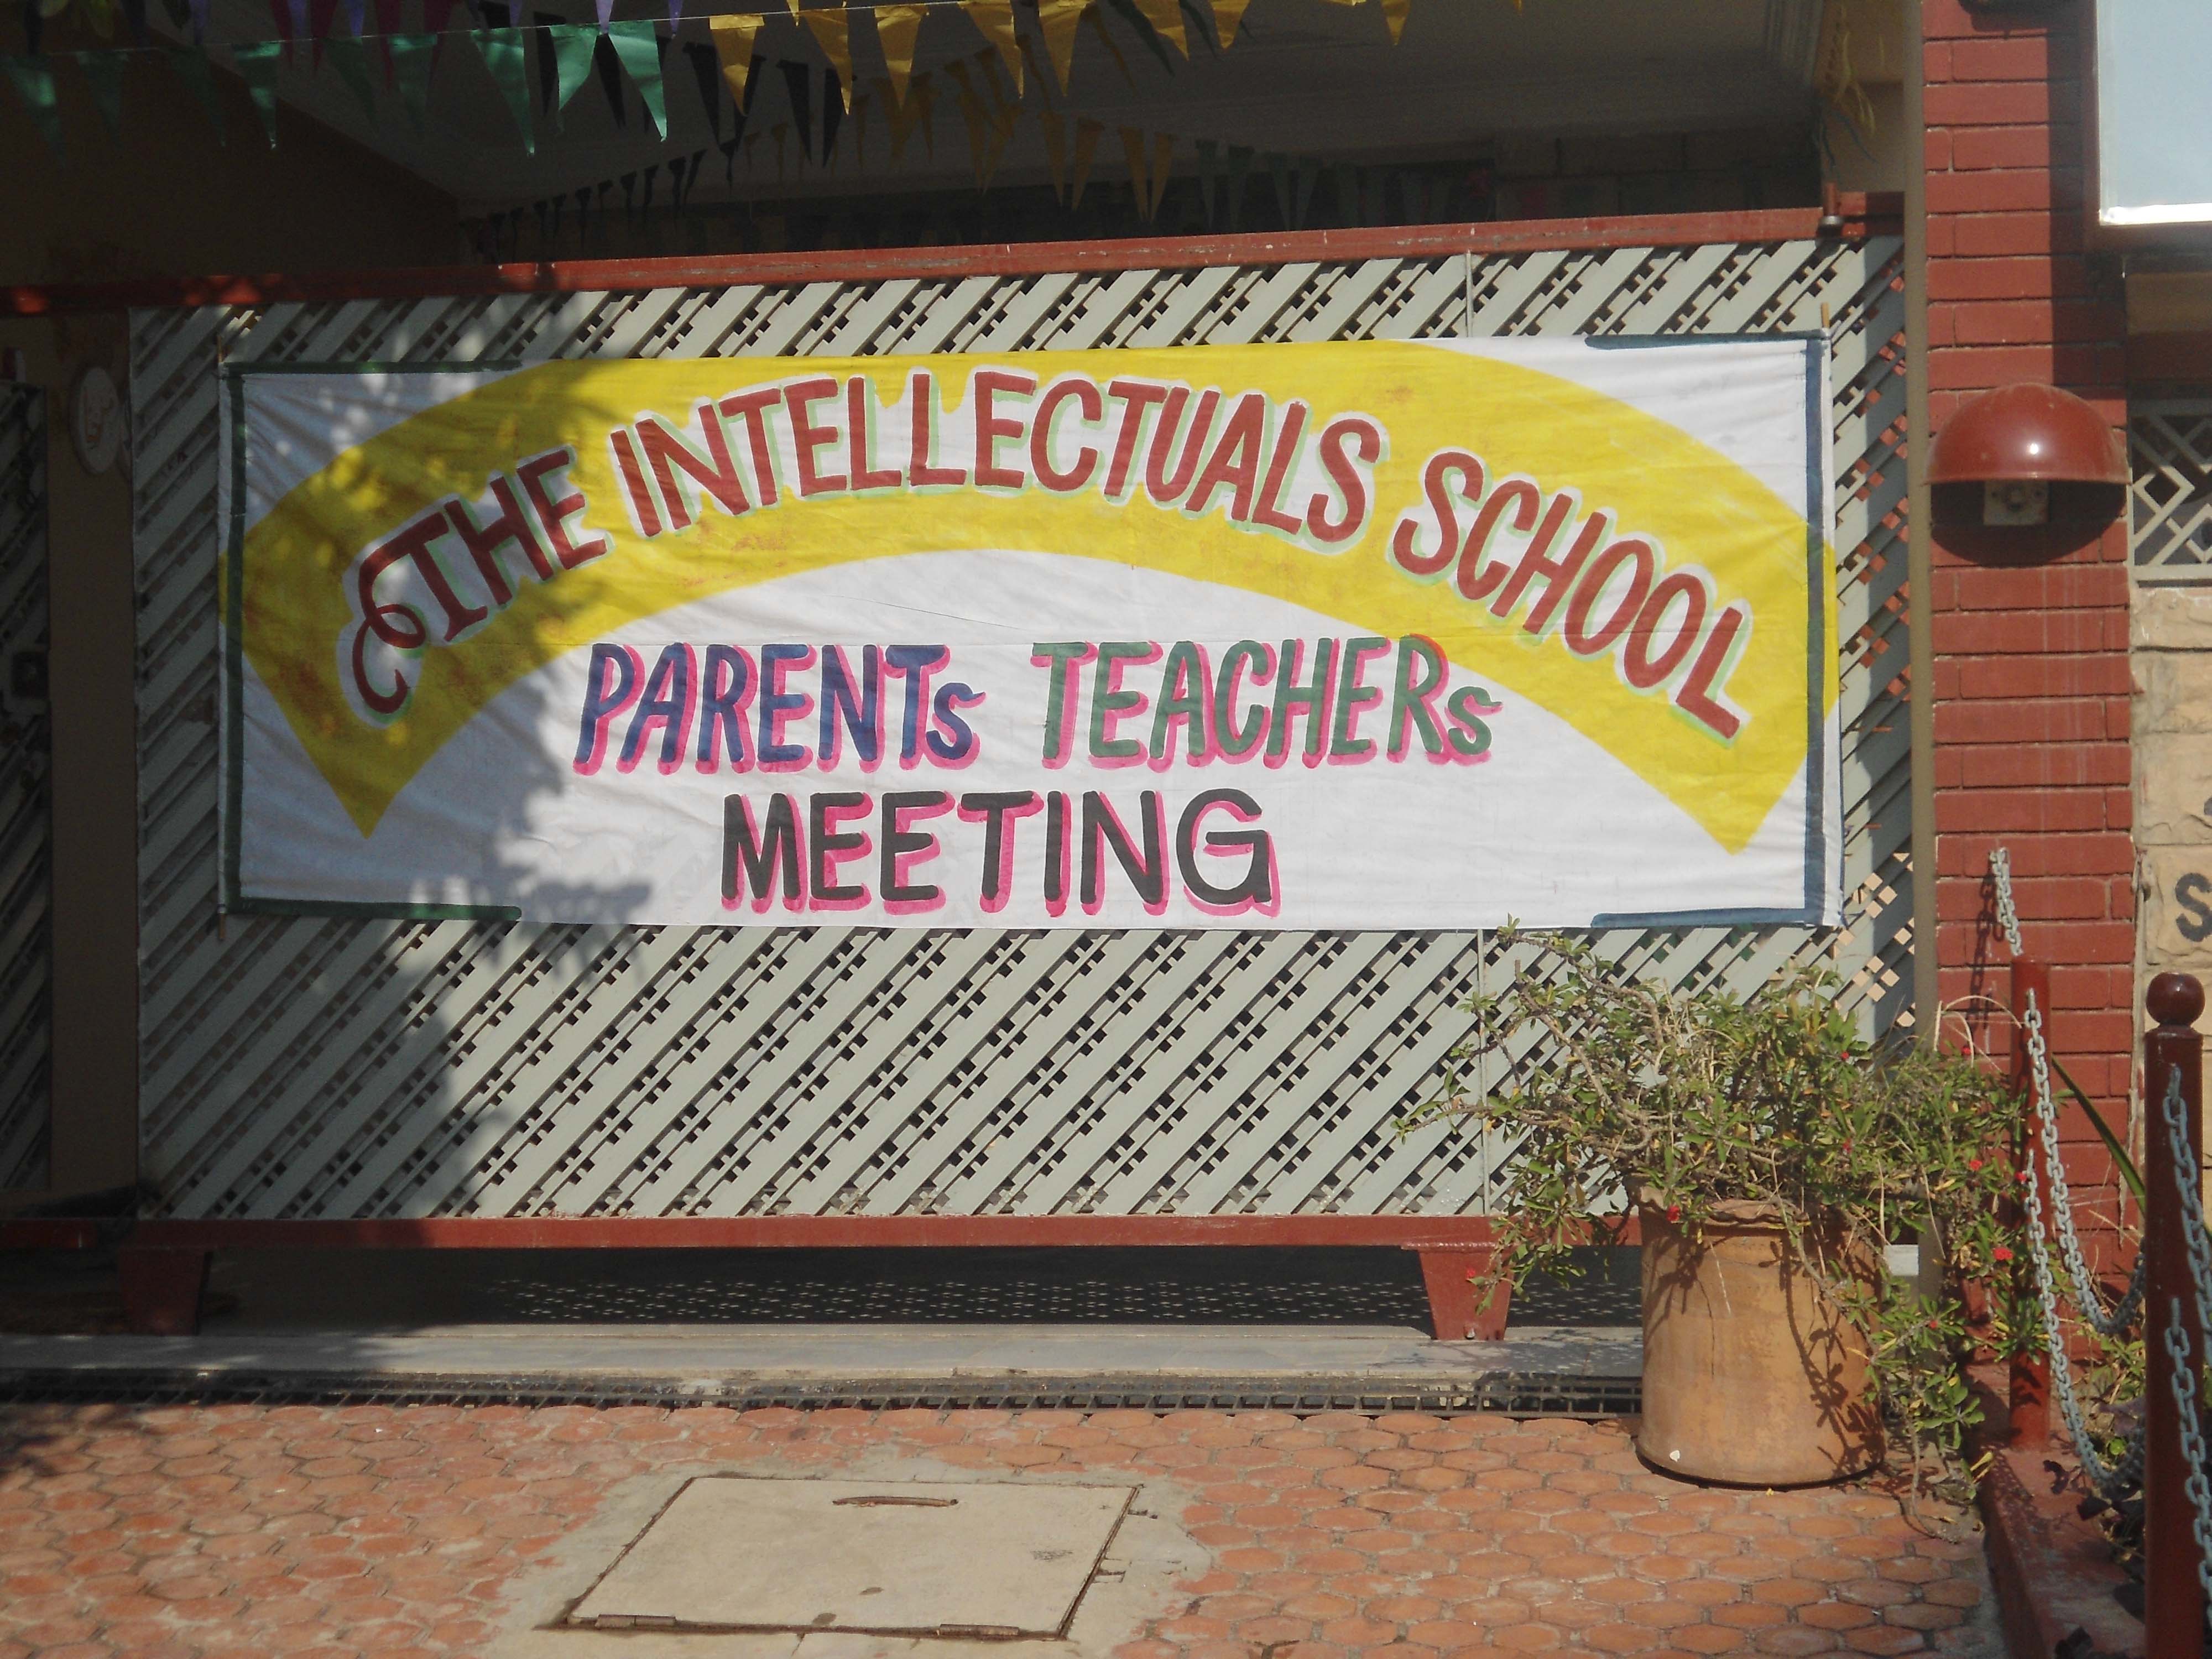 THE INTELLECTUALS SCHOOL
PARENTs TEACHERs
MEETING
S